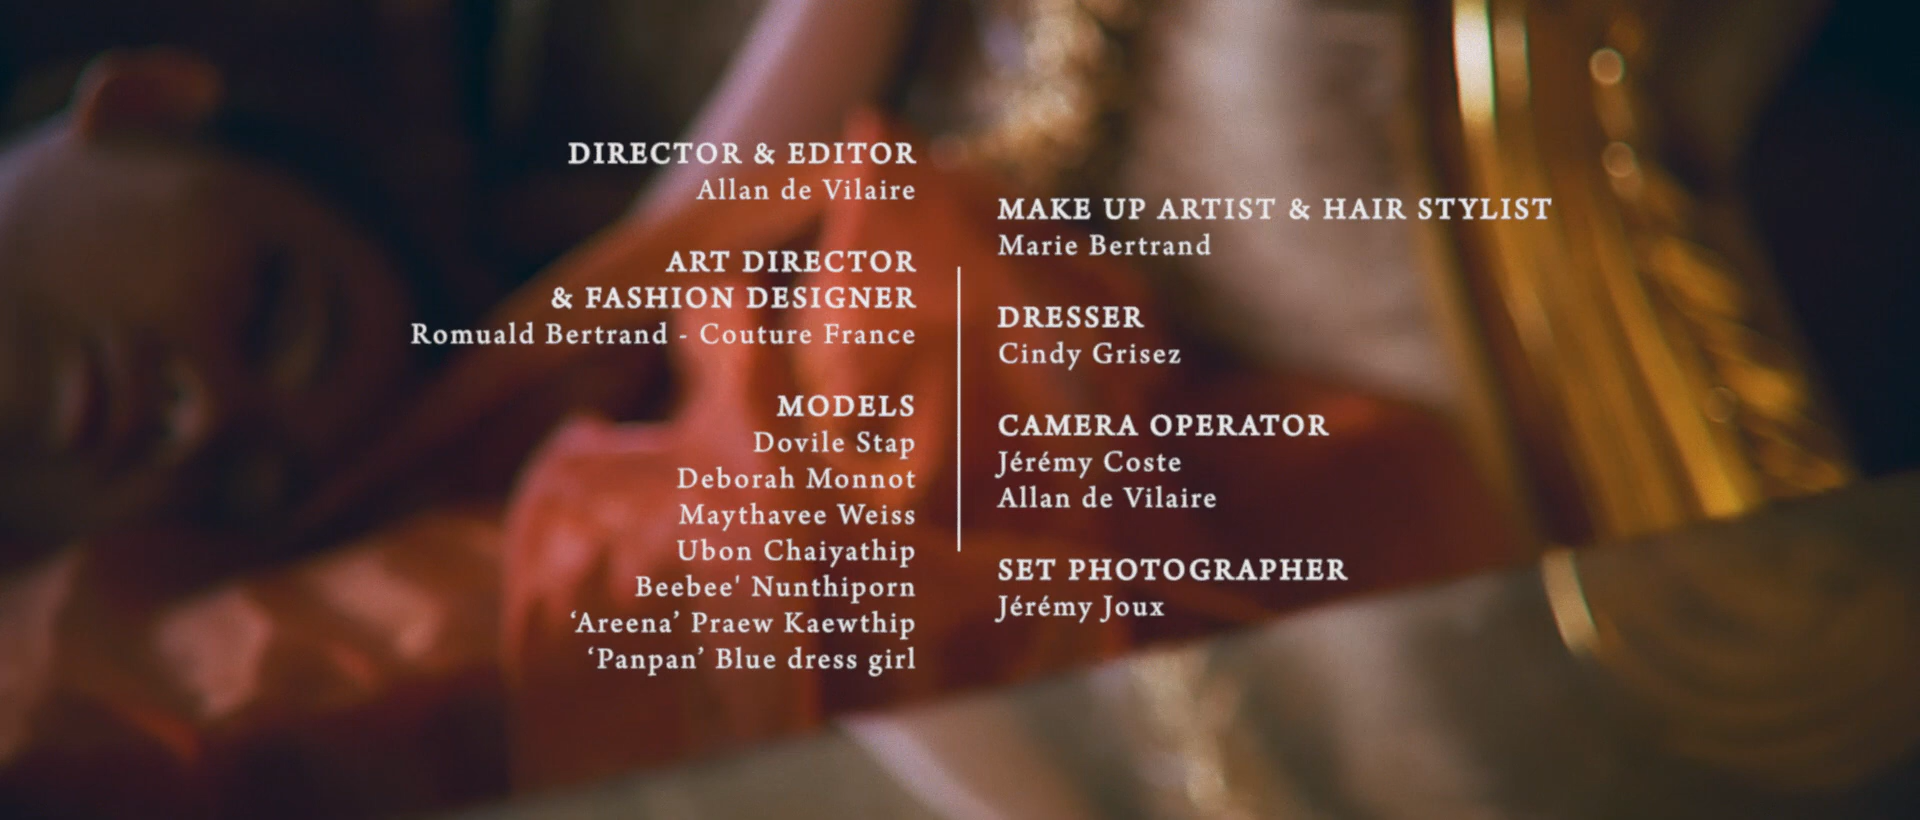 DIRECTOR & EDITOR
Allan de Vilaire
ART DIRECTOR
& FASHION DESIGNER
Romuald Bertrand - Couture France
MODELS
Dovile Stap
Deborah Monnot
Maythavee Weiss
Ubon Chaiyathip
Beebee' Nunthiporn
‘Areena’ Praew Kaewthip
‘Panpan’ Blue dress girl
MAKE UP ARTIST & HAIR STYLIST
Marie Bertrand
DRESSER
Cindy Grisez
CAMERA OPERATOR
Jérémy Coste
Allan de Vilaire
SET PHOTOGRAPHER
Jérémy Joux